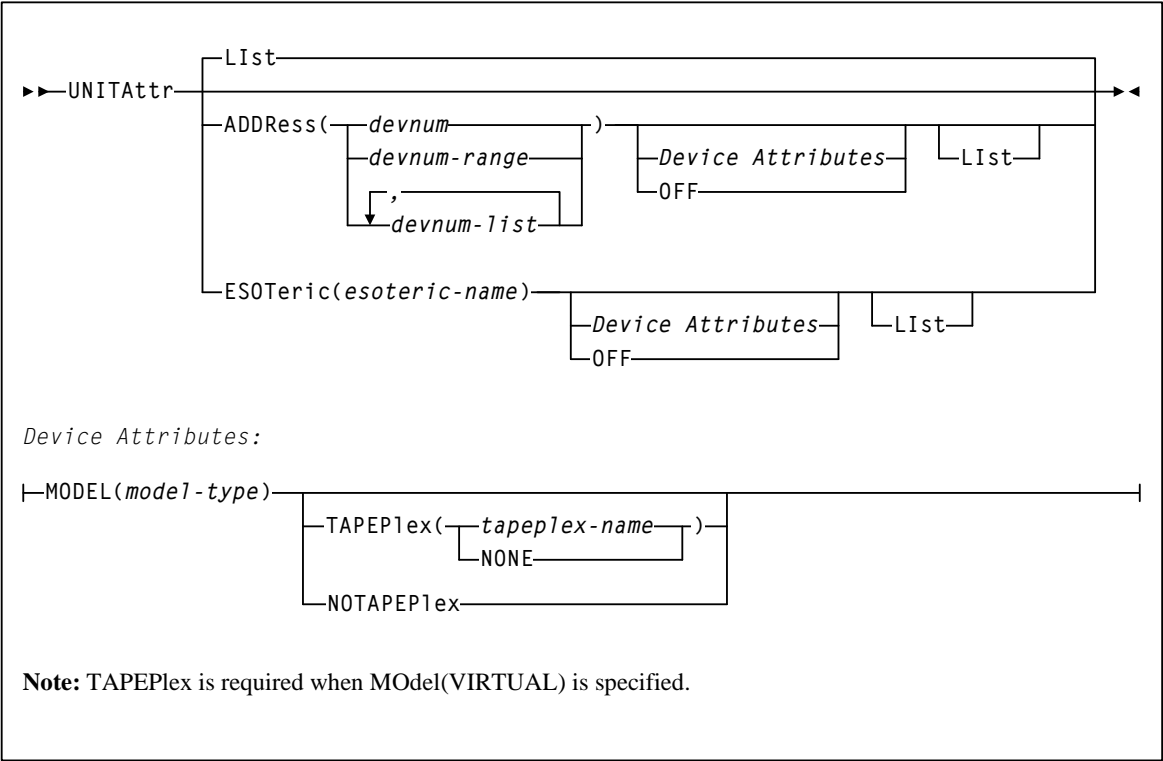 LIst
UNITAttr
ADDRess( devnum ) 
devnum-range Device Attributes LIst
OFF
,
devnum-list
ESOTeric(esoteric-name)
Device Attributes LIst
OFF
Device Attributes:
MODEL(model-type)
TAPEPlex( tapeplex-name )
NONE
NOTAPEPlex
Note: TAPEPlex is required when MOdel(VIRTUAL) is specified.